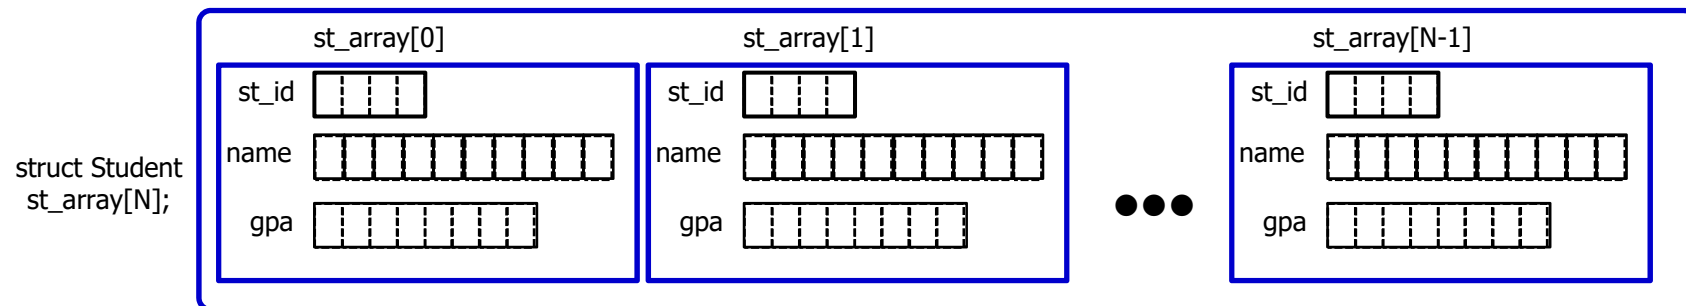 st_array[0]
st_array[1]
st_array[N-1]
struct Student
st_array[N];
st_id
name
gpa
st_id
name
gpa
st_id
name
gpa